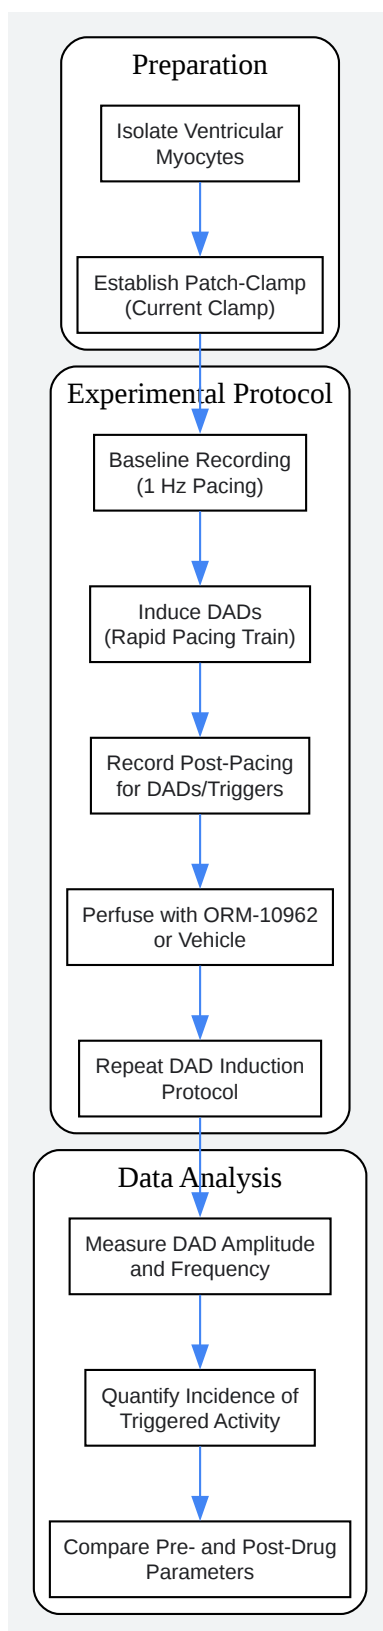 Preparation
Isolate Ventricular
Myocytes
Establish Patch-Clamp
(Current Clamp)
Experimental Protocol
Baseline Recording
(1 Hz Pacing)
Induce DADs
(Rapid Pacing Train)
Record Post-Pacing
for DADs/Triggers
Perfuse with ORM-10962
or Vehicle
Repeat DAD Induction
Protocol
Data Analysis
Measure DAD Amplitude
and Frequency
Quantify Incidence of
Triggered Activity
Compare Pre- and Post-Drug
Parameters